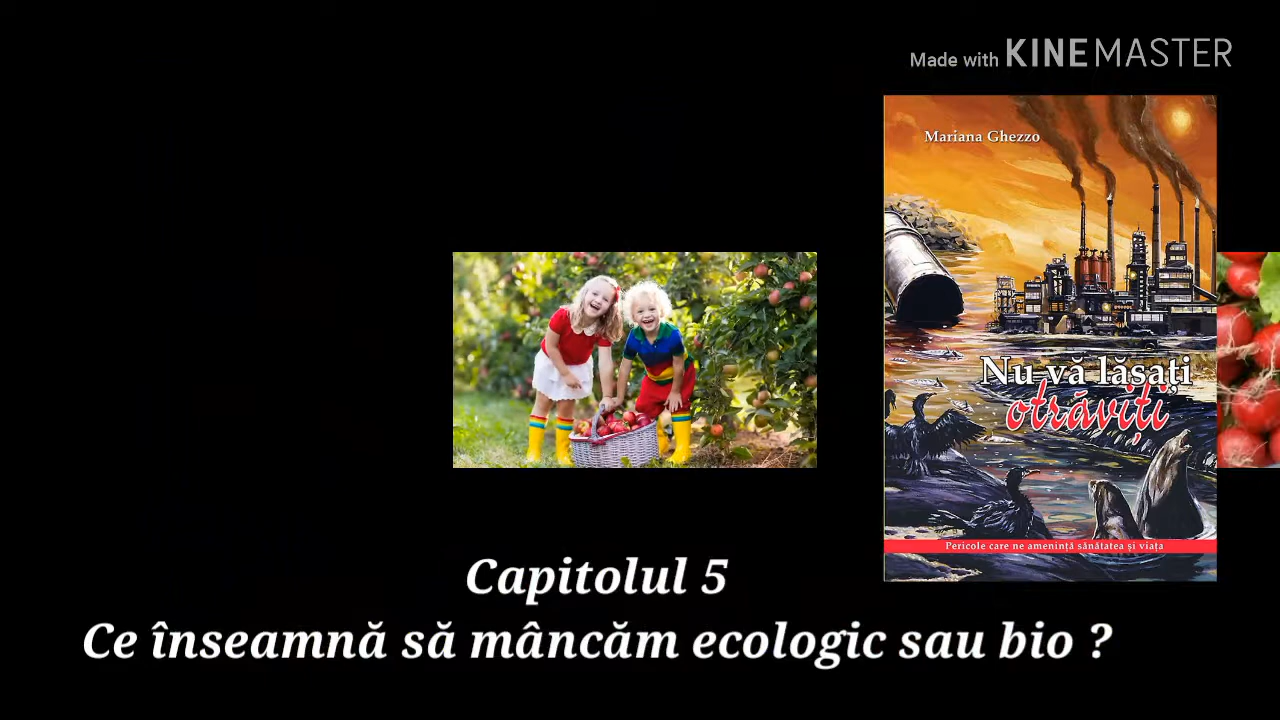 Made with KINEMASTER
Mariana Ghezzo
Nu vă lăsați
otrăviți
Pericole care ne amenință sănătatea și viața
Capitolul 5
Ce înseamnă să mâncăm ecologic sau bio ?